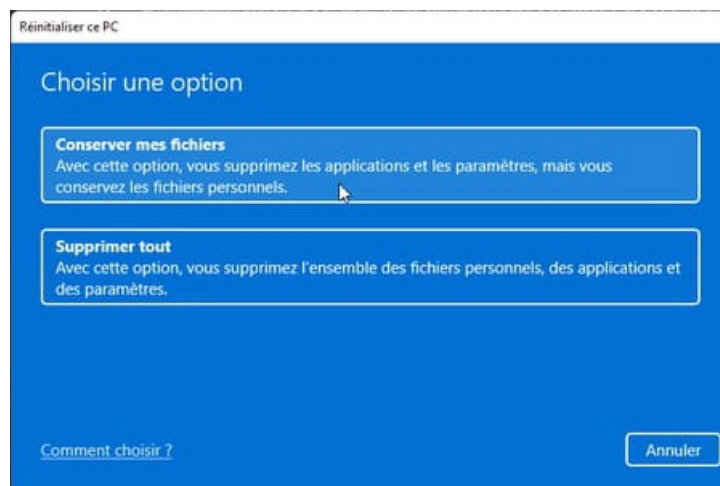 Réinitialiser ce PC
Choisir une option
Conserver mes fichiers
Avec cette option, vous supprimez les applications et les paramètres, mais vous
conservez les fichiers personnels.
Supprimer tout
Avec cette option, vous supprimez l'ensemble des fichiers personnels, des applications et
des paramètres.
Comment choisir ?
Annuler